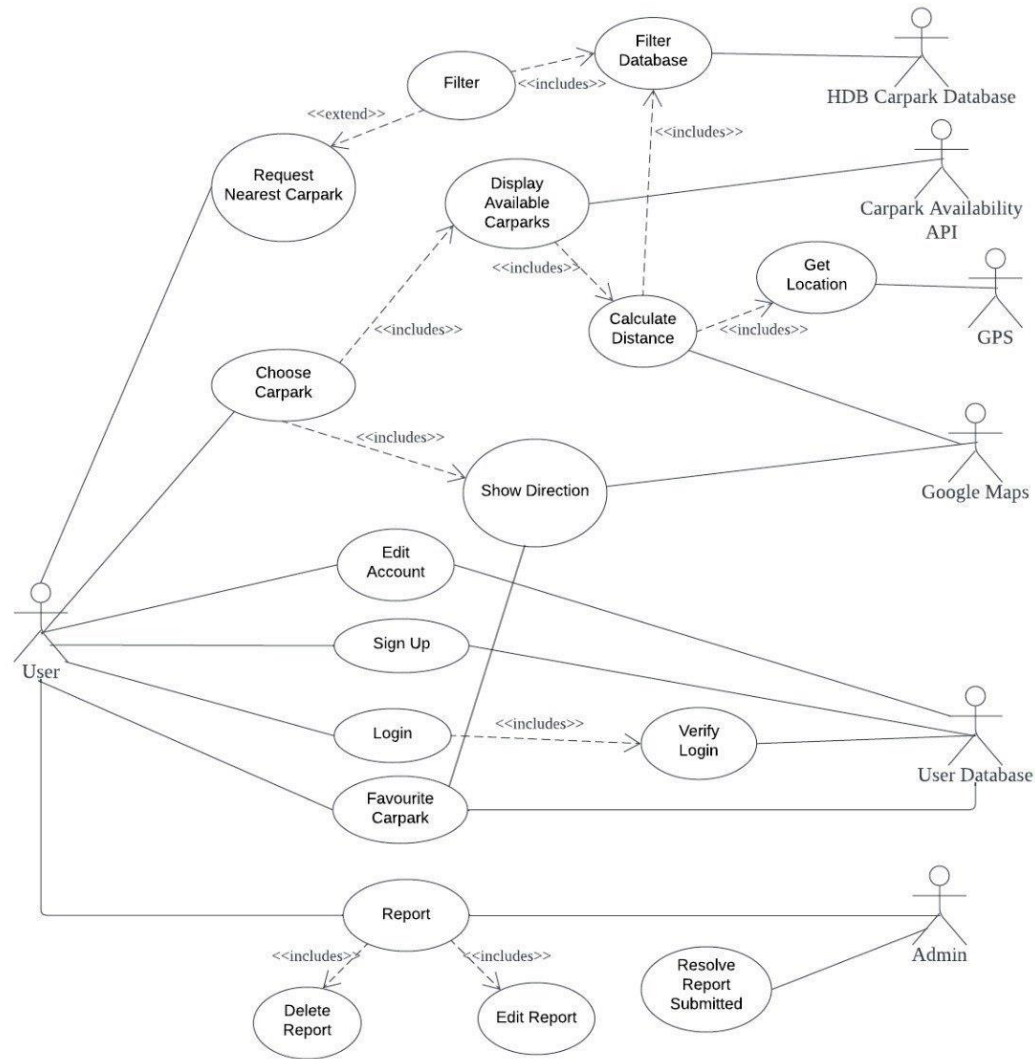 Filter
Database
Filter
<<includes>>
HDB Carpark Database
<<extend>>
<<includes>>
Request
Nearest Carpark
Display
Available
Carparks
Carpark Availability
API
<<includes>>
Get
Location
<<includes>>
Calculate
Distance
<<includes>>
GPS
Choose
Carpark
<<includes>>
Show Direction
Google Maps
Edit
Account
Sign Up
User
Login
<<includes>>
Verify
Login
User Database
Favourite
Carpark
Report
<<includes>>
<<includes>>
Admin
Resolve
Report
Submitted
Delete
Report
Edit Report